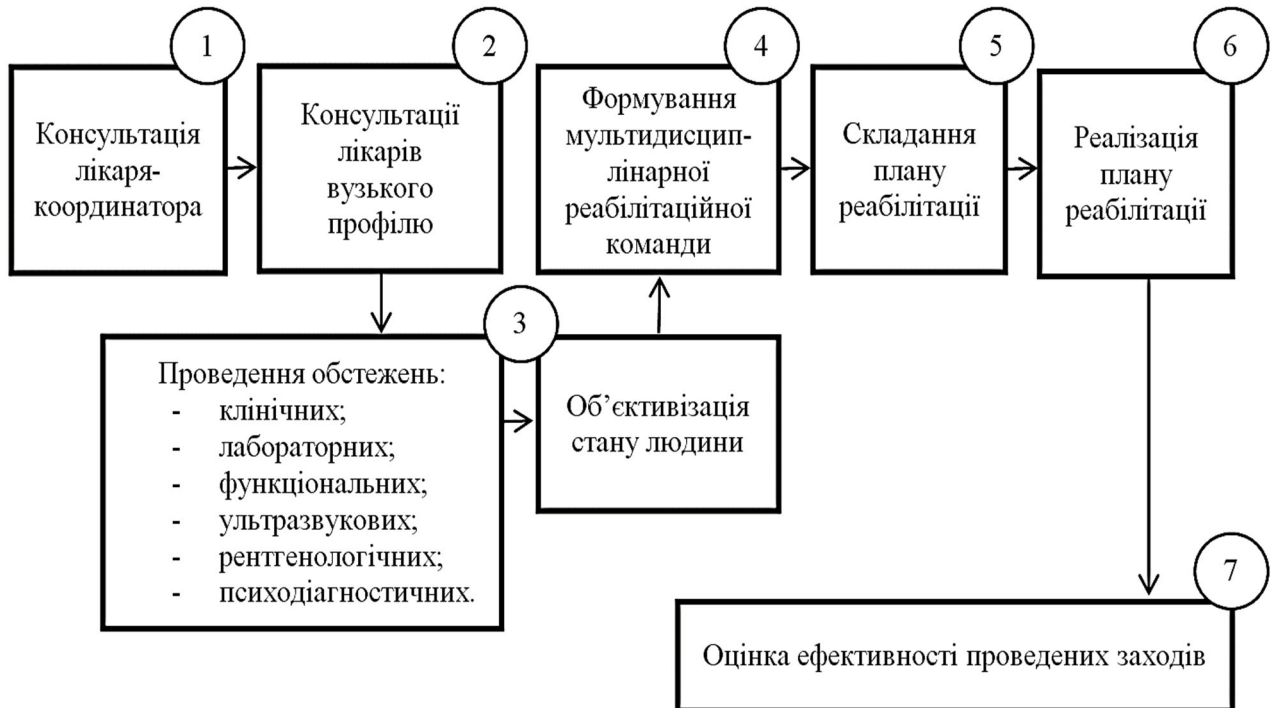 1
Консультація
лікаря-
координатора
2
Консультації
лікарів
вузького
профілю
3
Проведення обстежень:
- клінічних;
- лабораторних;
- функціональних;
- ультразвукових;
- рентгенологічних;
- психодіагностичних.
Об’єктивізація
стану людини
4
Формування
мультидисцип-
лінарної
реабілітаційної
команди
5
Складання
плану
реабілітації
6
Реалізація
плану
реабілітації
7
Оцінка ефективності проведених заходів